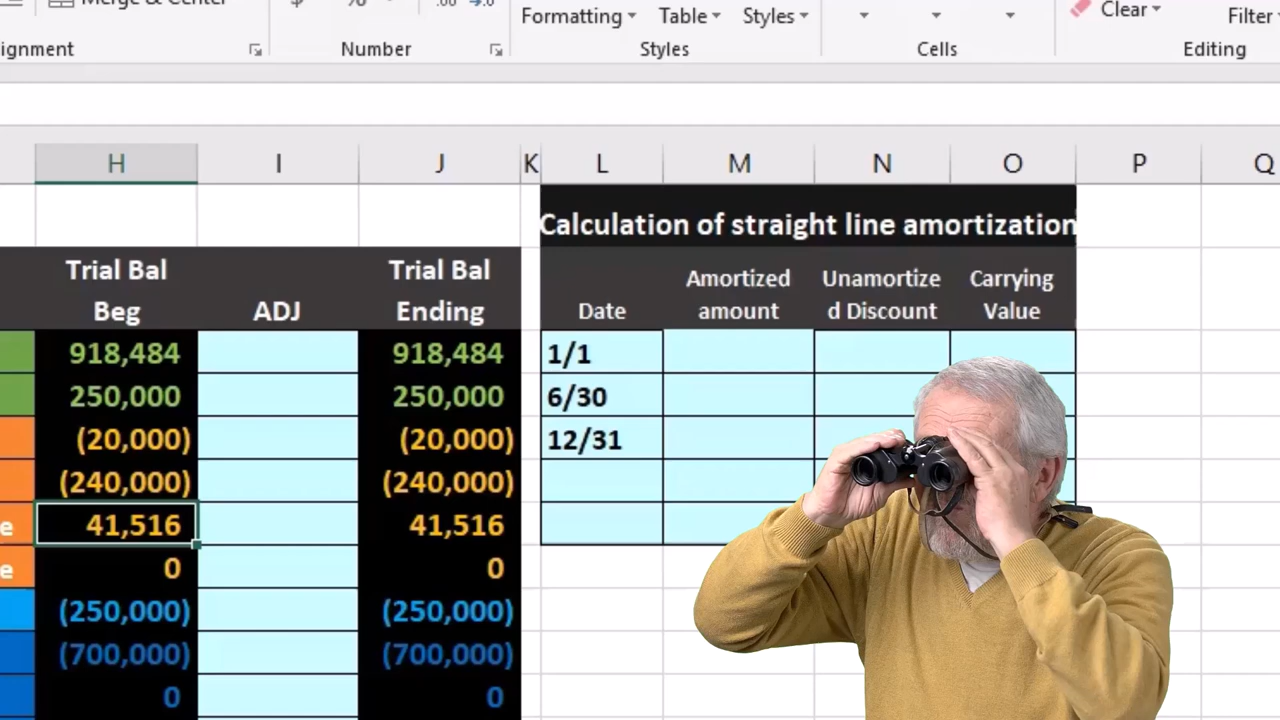 Merge & Center
$ %
.00
Formatting Table Styles
Clear
Filter
ignment Number Styles Cells Editing
H I J K L M N O P Q
Calculation of straight line amortization
Trial Bal Trial Bal Amortized Unamortize Carrying
Beg ADJ Ending Date amount d Discount Value
918,484 918,484 1/1
250,000 250,000 6/30
(20,000) (20,000) 12/31
(240,000) (240,000)
e 41,516 41,516
e 0 0
(250,000) (250,000)
(700,000) (700,000)
0 0